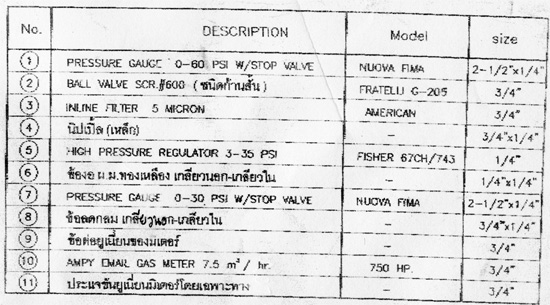 No. DESCRIPTION Model size
1 PRESSURE GAUGE 0-60 PSI W/STOP VALVE NUOVA FIMA 2-1/2"x1/4"
2 BALL VALVE SCR.#600 (ชนิดก้านสั้น) FRATELLI G-205 3/4"
3 INLINE FILTER 5 MICRON AMERICAN 3/4"
4 นิปเปิ้ล (เหล็ก) - 3/4"x1/4"
5 HIGH PRESSURE REGULATOR 3-35 PSI FISHER 67CH/743 1/4"
6 ข้องอ ผ.ม.ทองเหลือง เกลียวนอก-เกลียวใน - 1/4"x1/4"
7 PRESSURE GAUGE 0-30 PSI W/STOP VALVE NUOVA FIMA 2-1/2"x1/4"
8 ข้อลดกลม เกลียวนอก-เกลียวใน - 3/4"x1/4"
9 ข้อต่อยูเนี่ยนของมิเตอร์ - 3/4"
10 AMPY EMAIL GAS METER 7.5 m³/ hr. 750 HP. 3/4"
11 ประแจขันยูเนี่ยนมิเตอร์โดยเฉพาะทาง - 3/4"